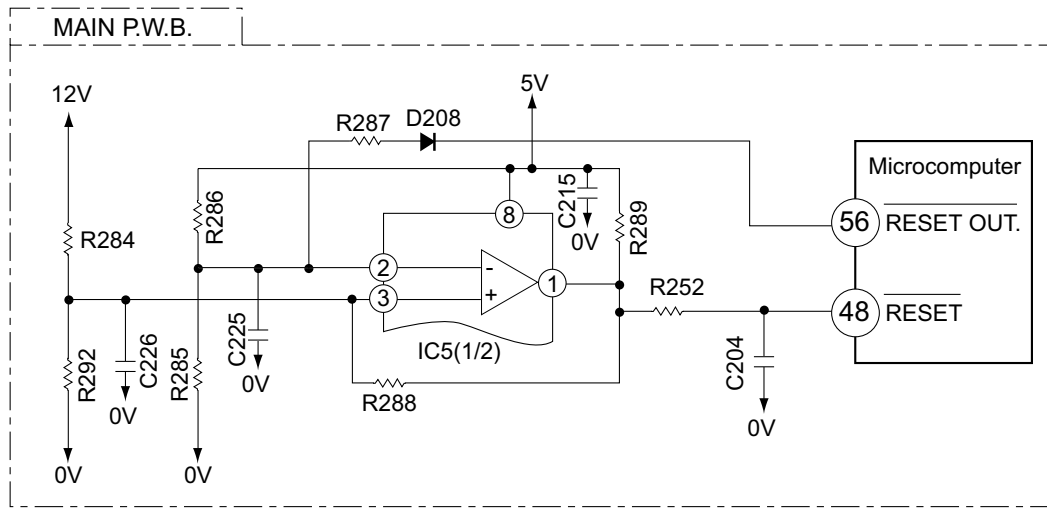 MAIN P.W.B.
12V
5V
R287
D208
Microcomputer
R286
8
C215
0V
R289
56
RESET OUT.
R284
2
-
1
R252
3
+
48
RESET
R292
C226
0V
R285
C225
0V
IC5(1/2)
R288
C204
0V
0V
0V